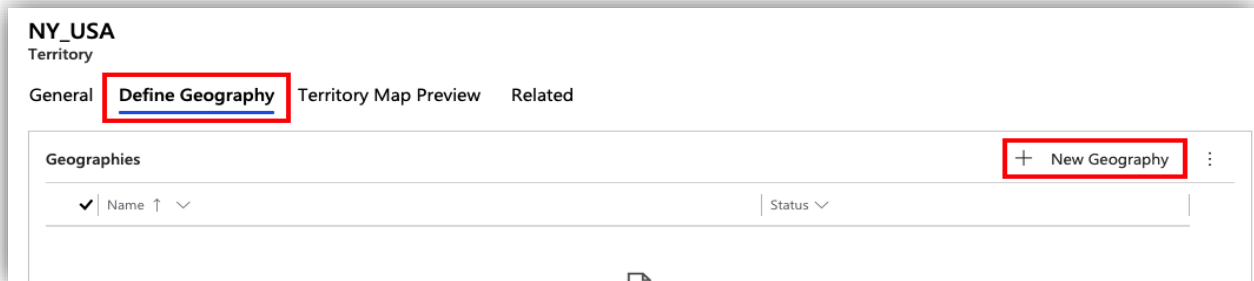 NY_USA
Territory
General Define Geography Territory Map Preview Related
Geographies + New Geography
Name Status